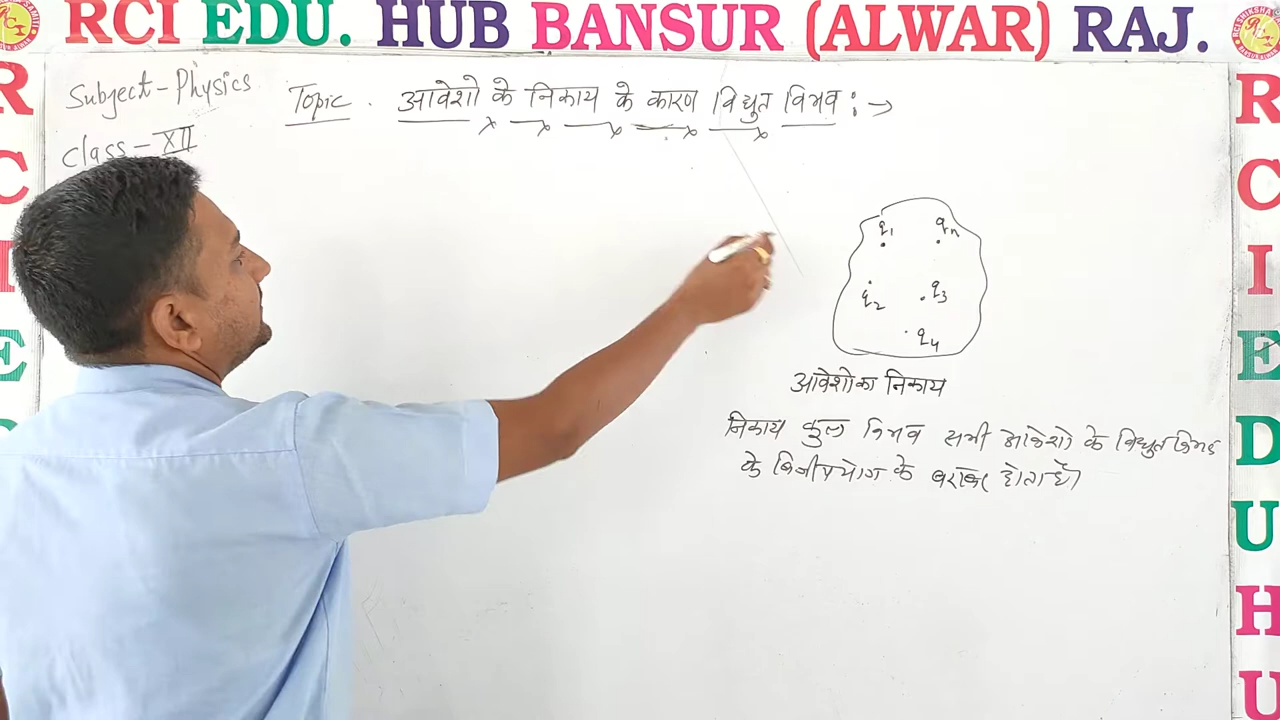 RCI EDU. HUB BANSUR (ALWAR) RAJ.
Subject - Physics
Class - XII
Topic . आवेशो के निकाय के कारण विद्युत विभव :→
q1
qn
q2
q3
q4
आवेशो का निकाय
निकाय कुल विभव सभी आवेशो के विद्युत विभव
के बीजीय योग के बराबर होता है।
R
C
I
E
D
U
H
U
R
C
I
E